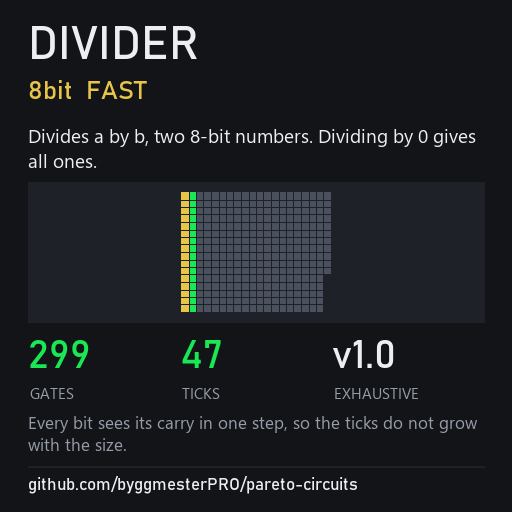 DIVIDER
8bit FAST
Divides a by b, two 8-bit numbers. Dividing by 0 gives
all ones.
299 47 v1.0
GATES TICKS EXHAUSTIVE
Every bit sees its carry in one step, so the ticks do not grow
with the size.
github.com/byggmesterPRO/pareto-circuits